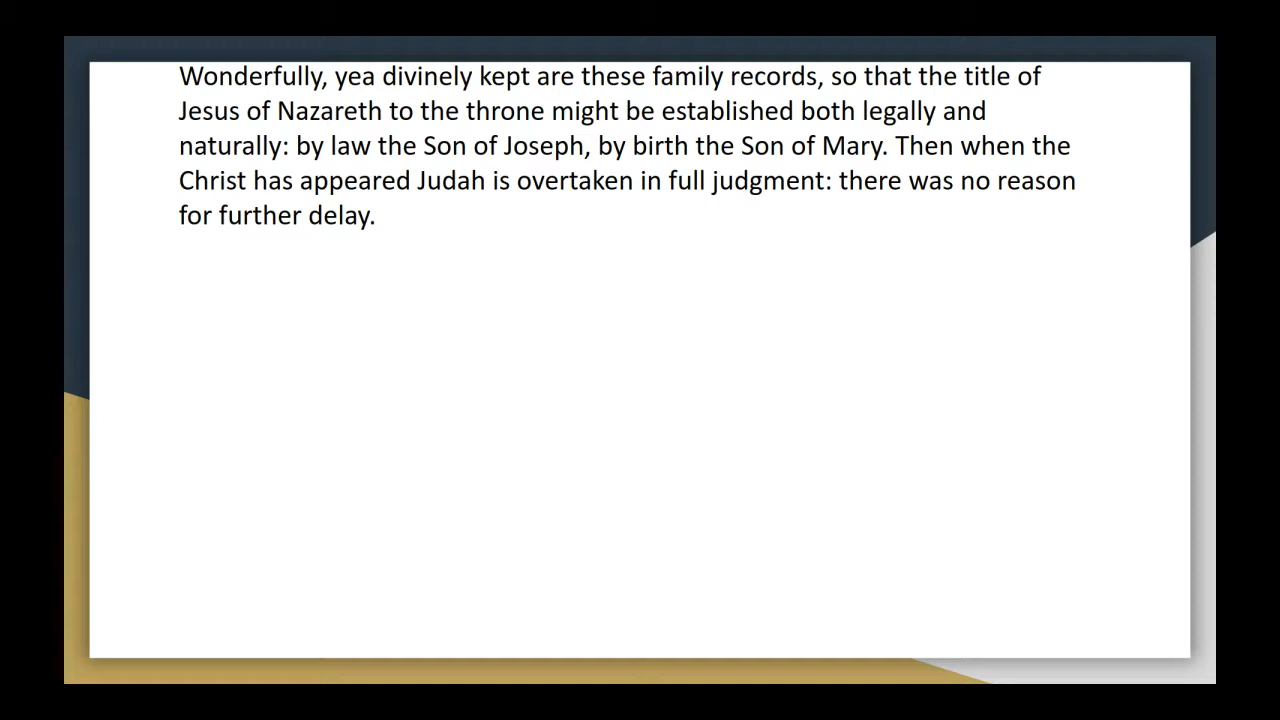 Wonderfully, yea divinely kept are these family records, so that the title of
Jesus of Nazareth to the throne might be established both legally and
naturally: by law the Son of Joseph, by birth the Son of Mary. Then when the
Christ has appeared Judah is overtaken in full judgment: there was no reason
for further delay.